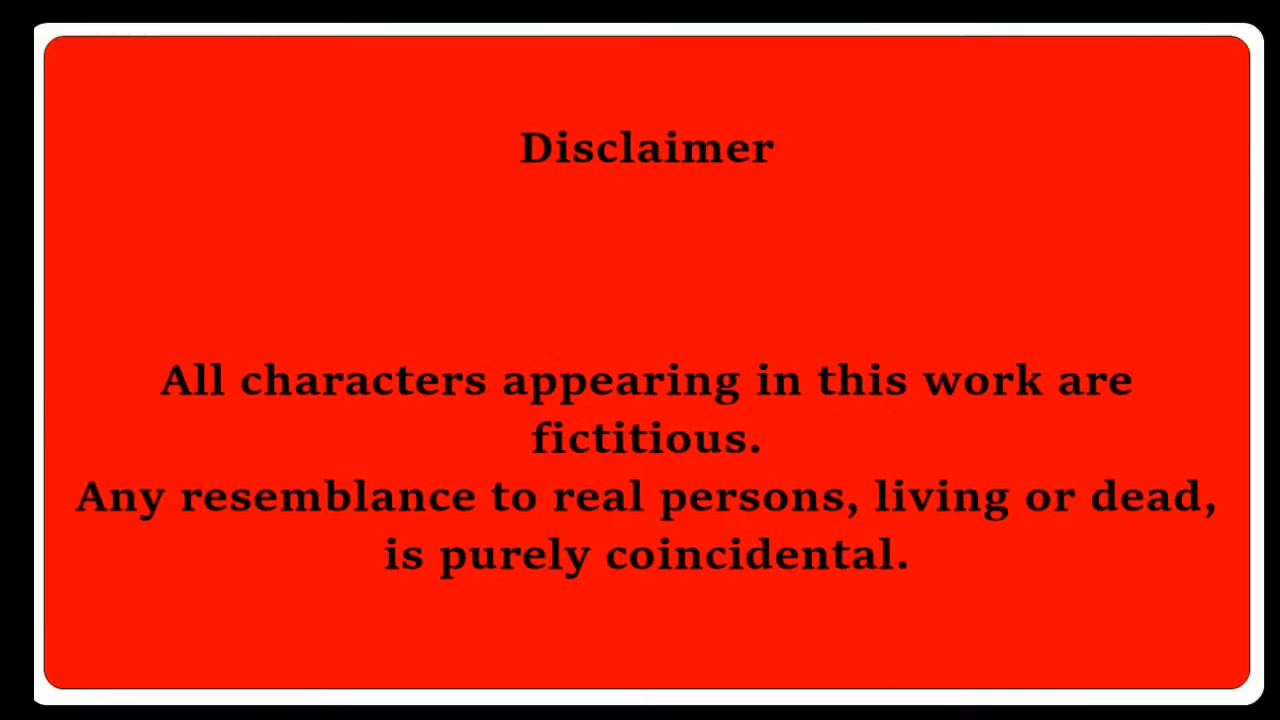 Disclaimer
All characters appearing in this work are
fictitious.
Any resemblance to real persons, living or dead,
is purely coincidental.